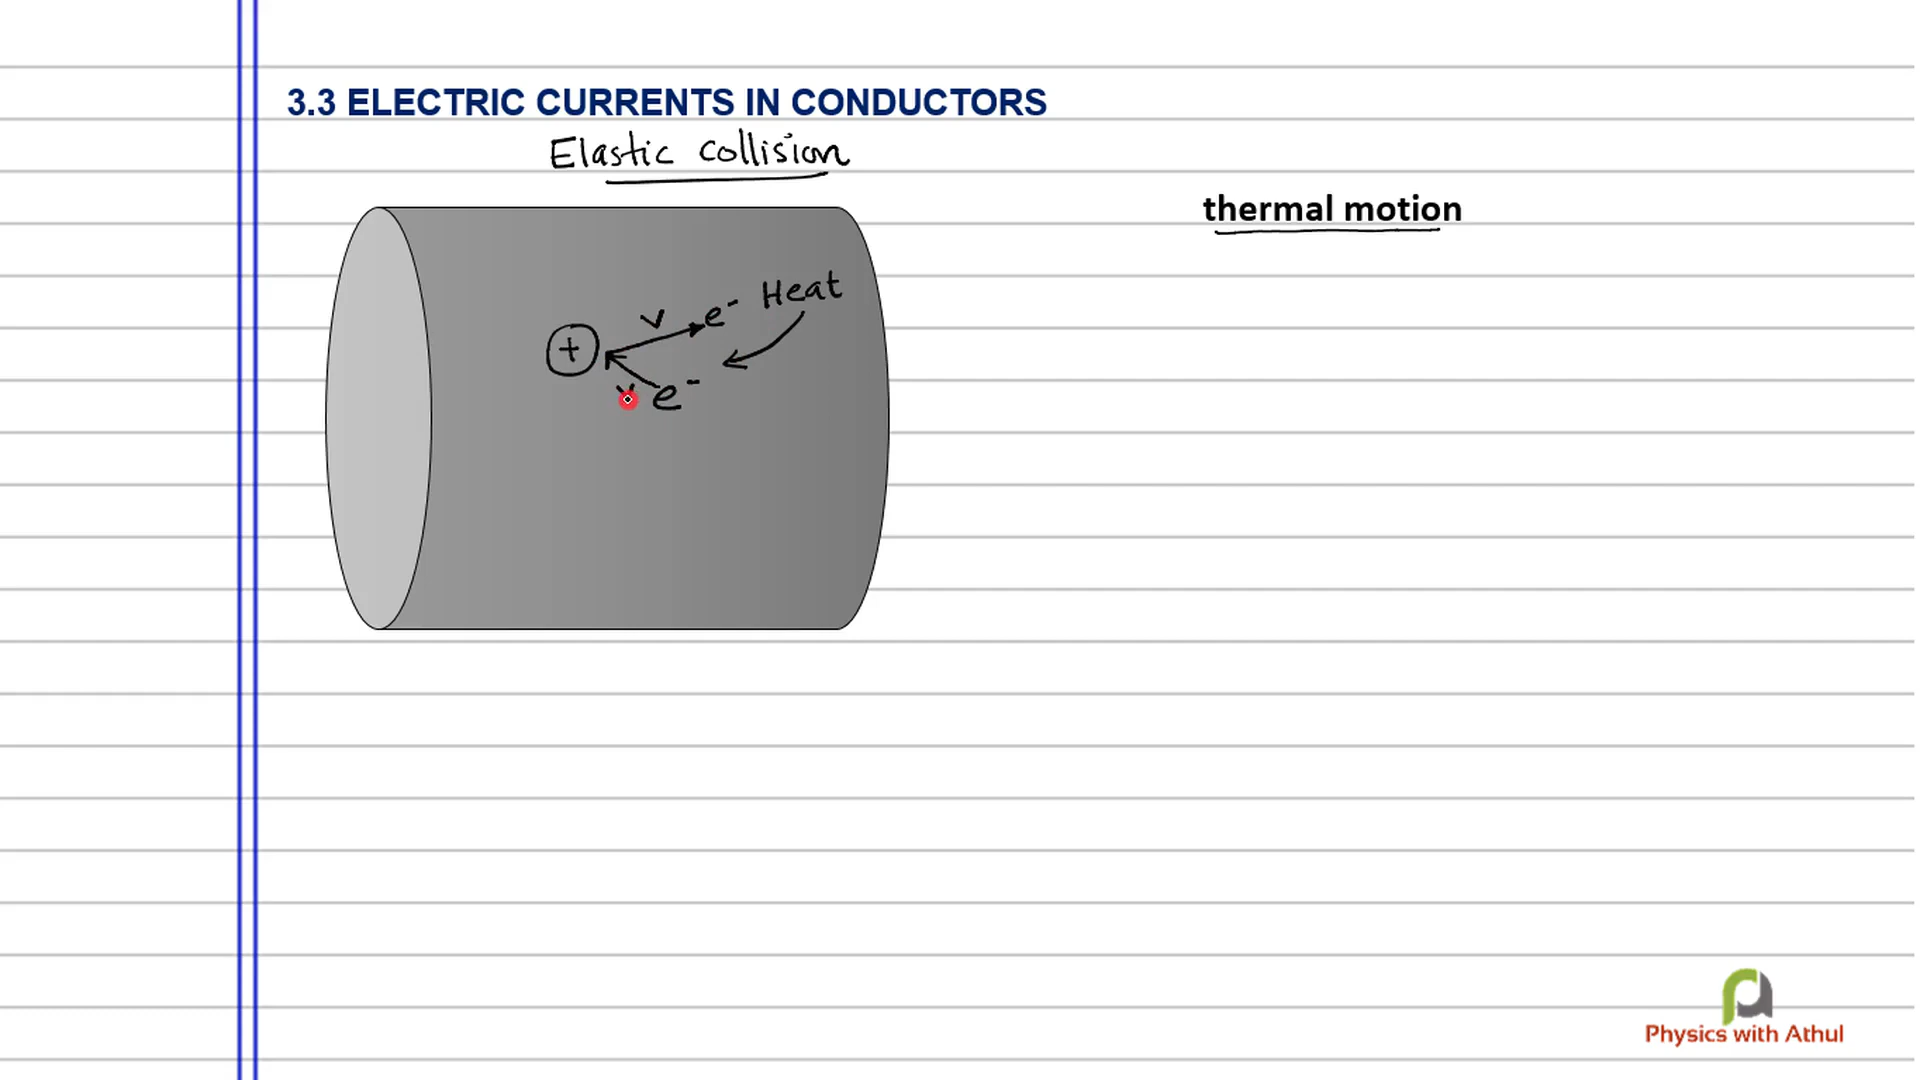 3.3 ELECTRIC CURRENTS IN CONDUCTORS
Elastic collision
thermal motion
Heat
v e-
+
v e-
Physics with Athul